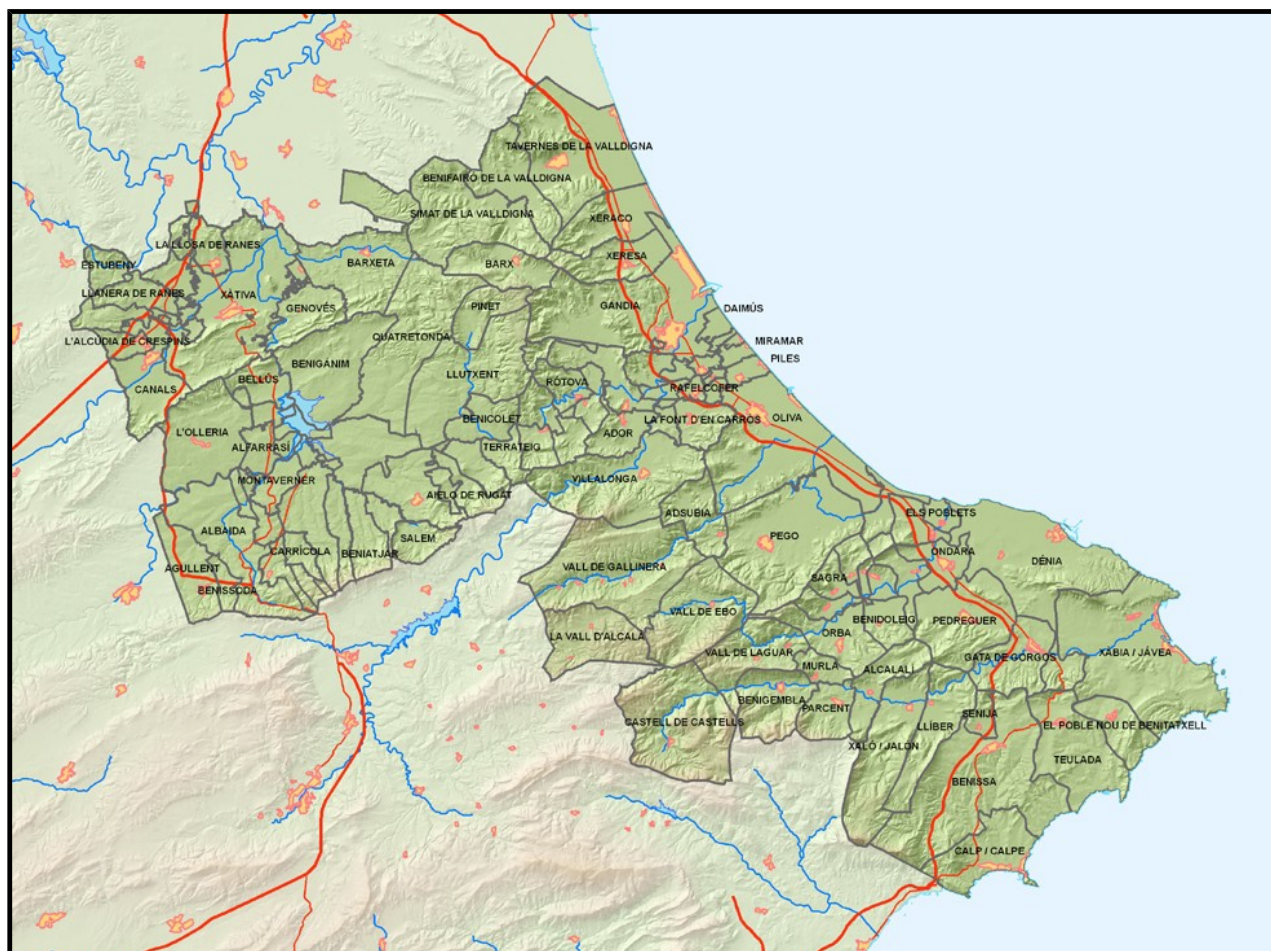 TAVERNES DE LA VALLDIGNA
BENIFAIRÓ DE LA VALLDIGNA
SIMAT DE LA VALLDIGNA
XERACO
LA LLOSA DE RANES
XERESA
ESTUBENY
BARXETA
BARX
LLANERA DE RANES
XÀTIVA
GENOVÉS
PINET
GANDIA
DAIMÚS
L'ALCÚDIA DE CRESPINS
QUATRETONDA
MIRAMAR
BENIGÀNIM
PILES
CANALS
BELLÚS
LLUTXENT
RÒTOVA
RAFELCOFER
L'OLLERIA
BENICOLET
LA FONT D'EN CARRÒS
OLIVA
ALFARRASÍ
ADOR
TERRATEIG
MONTAVERNER
VILLALONGA
AIELO DE RUGAT
ALBAIDA
ADSUBIA
ELS POBLETS
CARRÍCOLA
SALEM
PEGO
BENIATJAR
ONDARA
AGULLENT
VALL DE GALLINERA
DÉNIA
BENISSODA
SAGRA
VALL DE EBO
BENIDOLEIG
PEDREGUER
LA VALL D'ALCALÀ
ORBA
VALL DE LAGUAR
XÀBIA / JÁVEA
MURLA
ALCALALÍ
GATA DE GORGOS
BENIGEMBLA
PARCENT
CASTELL DE CASTELLS
SENIJA
EL POBLE NOU DE BENITATXELL
LLÍBER
XALÓ / JALÓN
TEULADA
BENISSA
CALP / CALPE